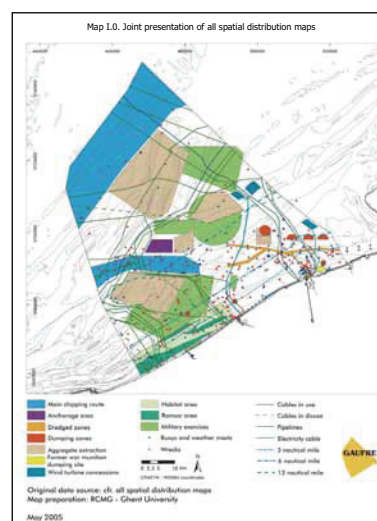 Map I.0. Joint presentation of all spatial distribution maps
Main shipping route
Anchorage area
Dredged zones
Dumping zones
Aggregate extraction
Former war munition
dumping site
Wind turbine concessions
Habitat area
Ramsar area
Military exercises
Buoys and weather masts
Wrecks
N
Cables in use
Cables in disuse
Pipelines
Electricity cable
3 nautical mile
6 nautical mile
12 nautical mile
GAUFRE
Original data source: cfr. all spatial distribution maps
Map preparation: RCMG - Ghent University
May 2005